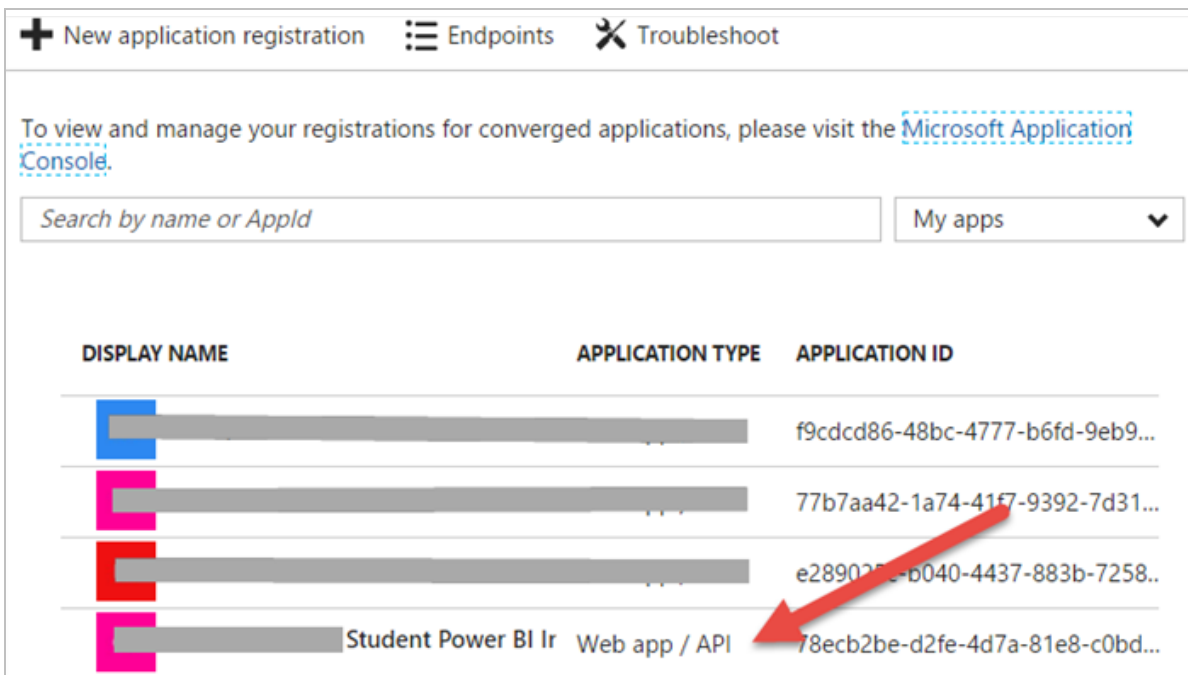 New application registration Endpoints Troubleshoot
To view and manage your registrations for converged applications, please visit the Microsoft Application
Console.
Search by name or AppId My apps
DISPLAY NAME APPLICATION TYPE APPLICATION ID
f9cdcd86-48bc-4777-b6fd-9eb9...
77b7aa42-1a74-41f7-9392-7d31...
b040-4437-883b-7258..
Student Power BI Ir Web app / API 78ecb2be-d2fe-4d7a-81e8-c0bd...